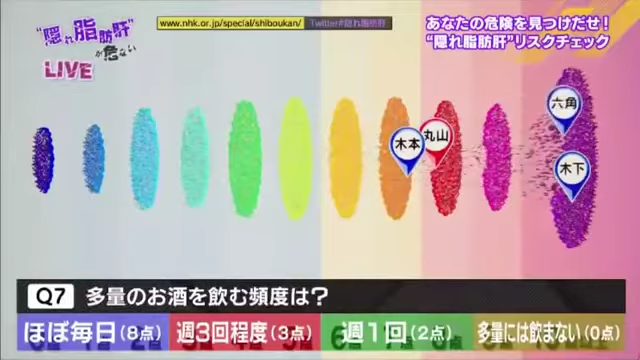 "隠れ脂肪肝"
が危ない
LIVE
www.nhk.or.jp/special/shiboukan/
Twitter#隠れ脂肪肝
あなたの危険を見つけだせ!
"隠れ脂肪肝"リスクチェック
六角
木本
丸山
木下
Q7 多量のお酒を飲む頻度は?
ほぼ毎日(8点) 週3回程度(3点) 週1回(2点) 多量には飲まない(0点)